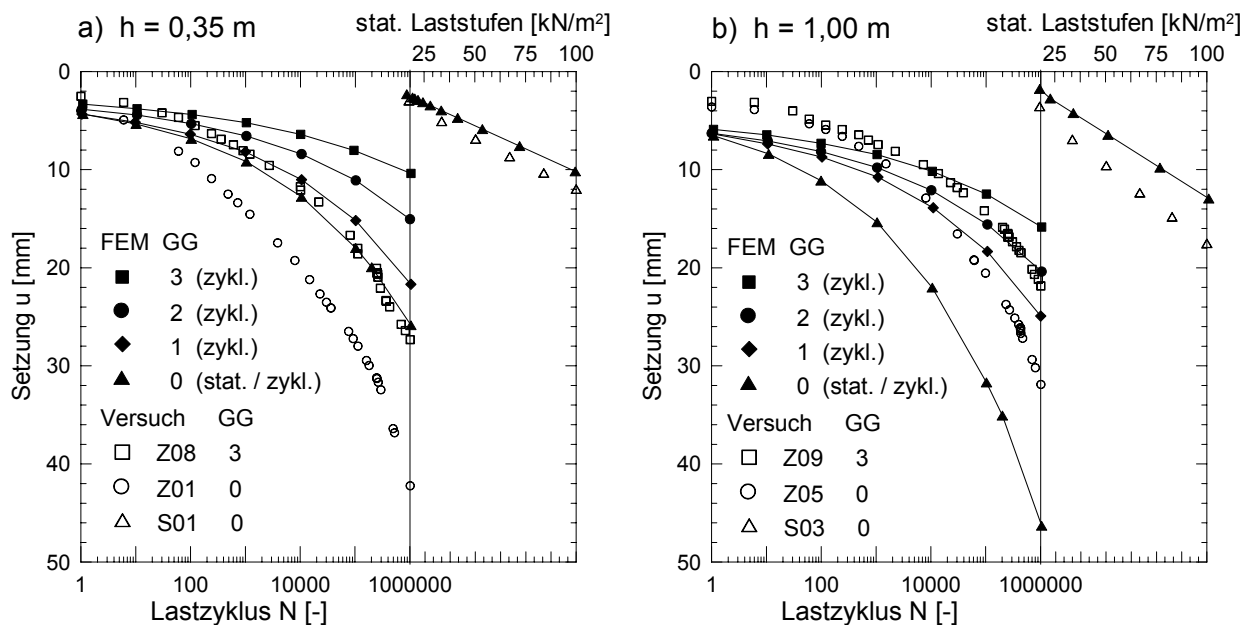 a) h = 0,35 m
stat. Laststufen [kN/m²]
25 50 75 100
0
10
20
30
40
50
Setzung u [mm]
FEM GG
3 (zykl.)
2 (zykl.)
1 (zykl.)
0 (stat. / zykl.)
Versuch GG
Z08 3
Z01 0
S01 0
1 100 10000 1000000
Lastzyklus N [-]
b) h = 1,00 m
stat. Laststufen [kN/m²]
25 50 75 100
0
10
20
30
40
50
Setzung u [mm]
FEM GG
3 (zykl.)
2 (zykl.)
1 (zykl.)
0 (stat. / zykl.)
Versuch GG
Z09 3
Z05 0
S03 0
1 100 10000 1000000
Lastzyklus N [-]